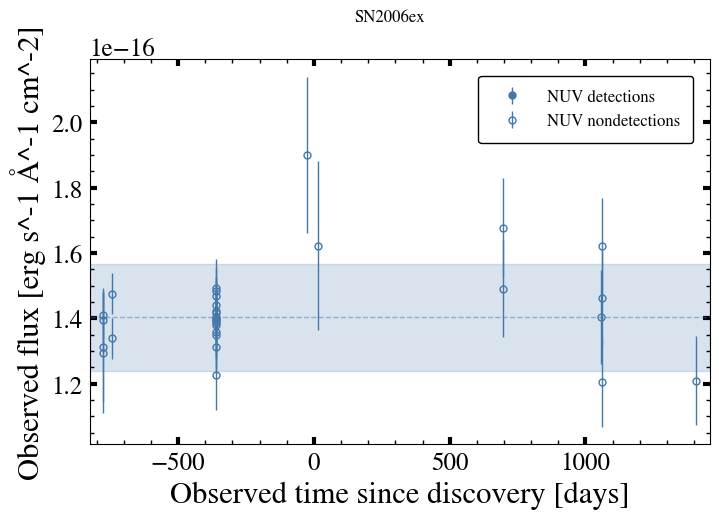 SN2006ex
1e−16
NUV detections
NUV nondetections
2.0
1.8
1.6
1.4
1.2
Observed flux [erg s^-1 Å^-1 cm^-2]
−500
0
500
1000
Observed time since discovery [days]